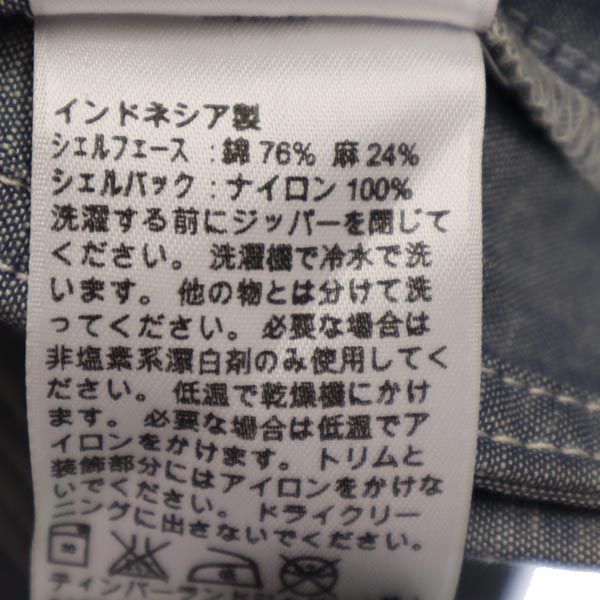 インドネシア製
シェルフェース : 綿 76% 麻 24%
シェルバック : ナイロン 100%
洗濯する前にジッパーを閉じて
ください。 洗濯機で冷水で洗
います。 他の物とは分けて洗
ってください。 必要な場合は
非塩素系漂白剤のみ使用してく
ださい。 低温で乾燥機にかけ
ます。 必要な場合は低温でア
イロンをかけます。 トリムと
装飾部分にはアイロンをかけな
いでください。 ドライクリー
ニングに出さないでください。
ティンバーラン